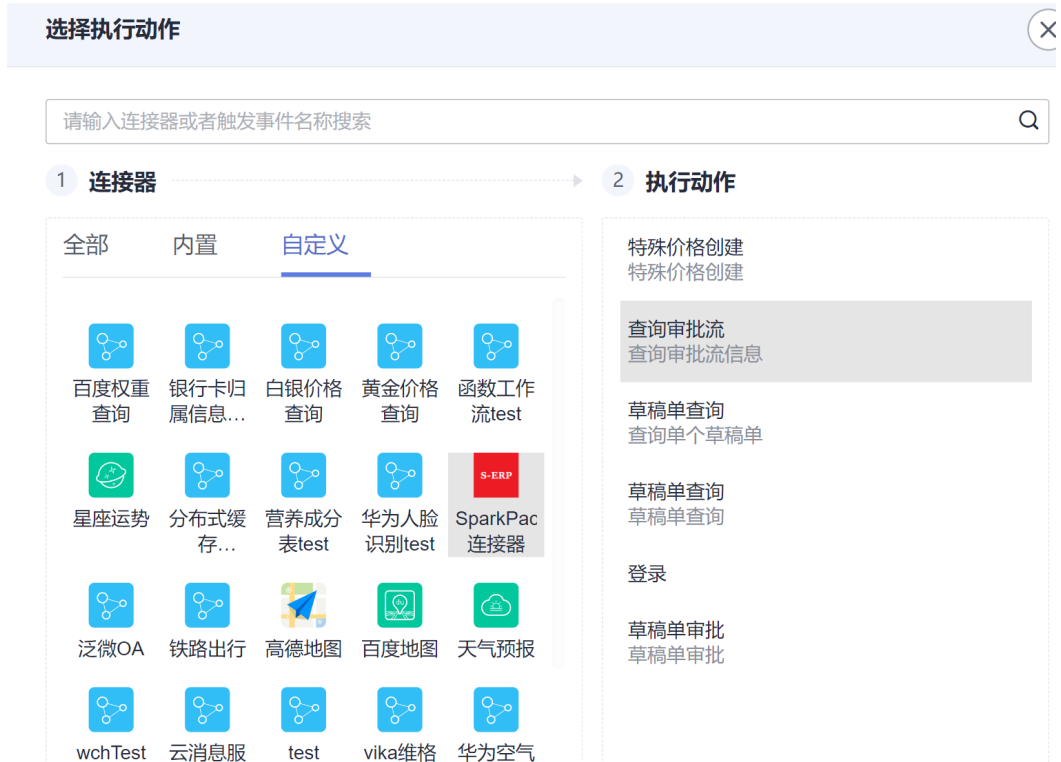 选择执行动作
请输入连接器或者触发事件名称搜索
1 连接器
2 执行动作
全部 内置 自定义
百度权重 银行卡归 白银价格 黄金价格 函数工作
查询 属信息... 查询 查询 流test
星座运势 分布式缓 营养成分 华为人脸 SparkPac
存... 表test 识别test 连接器
S-ERP
泛微OA 铁路出行 高德地图 百度地图 天气预报
du
wchTest 云消息服 test vika维格 华为空气
特殊价格创建
特殊价格创建
查询审批流
查询审批流信息
草稿单查询
查询单个草稿单
草稿单查询
草稿单查询
登录
草稿单审批
草稿单审批